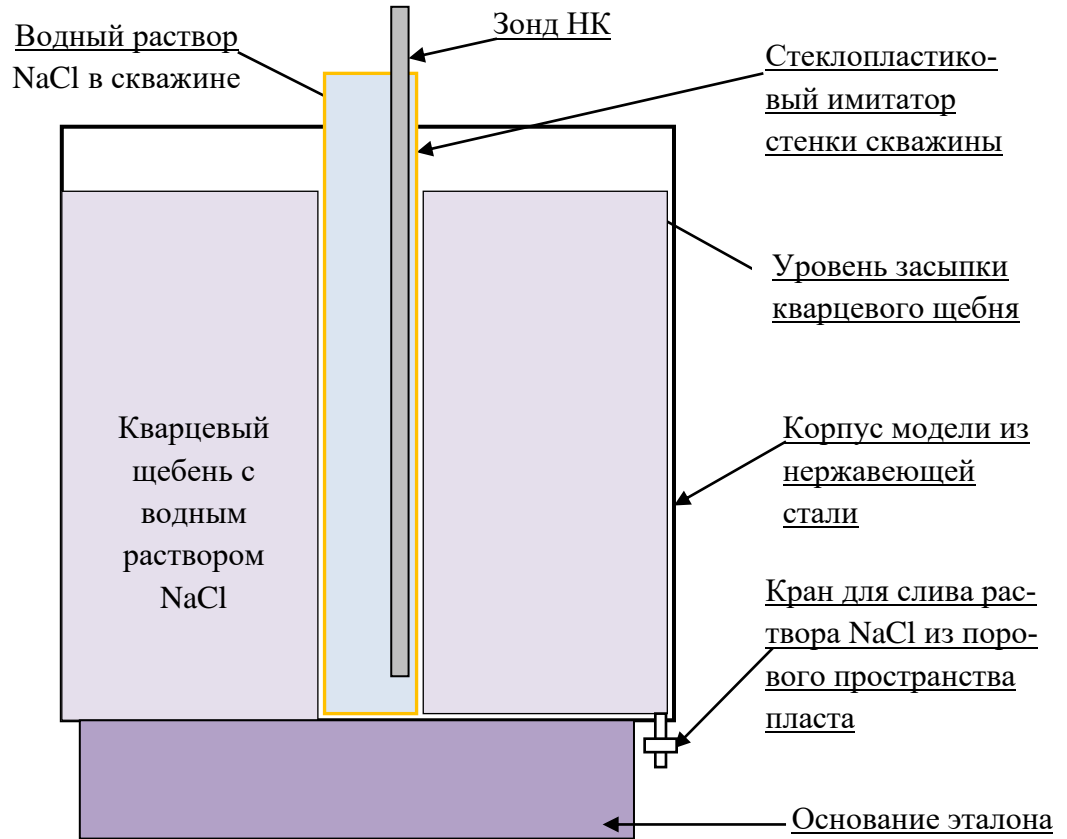 Водный раствор
NaCl в скважине
Зонд НК
Стеклопластико-
вый имитатор
стенки скважины
Уровень засыпки
кварцевого щебня
Кварцевый
щебень с
водным
раствором
NaCl
Корпус модели из
нержавеющей
стали
Кран для слива рас-
твора NaCl из поро-
вого пространства
пласта
Основание эталона